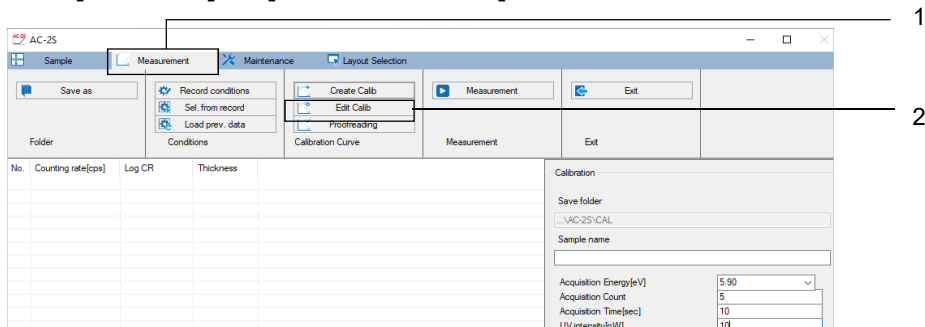 1
AC-2S
Sample Measurement Maintenance Layout Selection
Save as Record conditions Create Calib Measurement Exit
Sel. from record Edit Calib
2
Load prev. data Proofreading
Folder Conditions Calibration Curve Measurement Exit
No. Counting rate[cps] Log CR Thickness
Calibration
Save folder
...\AC-2S\CAL
Sample name
Acquisition Energy[eV] 5.90
Acquisition Count 5
Acquisition Time[sec] 10
UV intensity[nW] 10